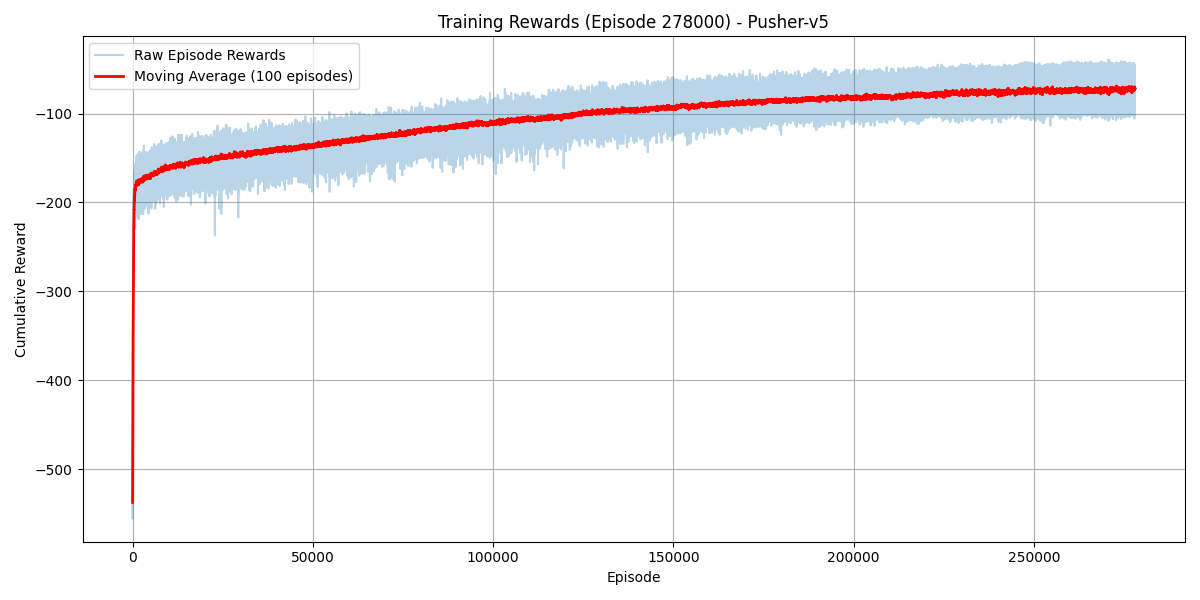 Training Rewards (Episode 278000) - Pusher-v5
Raw Episode Rewards
Moving Average (100 episodes)
−100
−200
−300
−400
−500
Cumulative Reward
0
50000
100000
150000
200000
250000
Episode